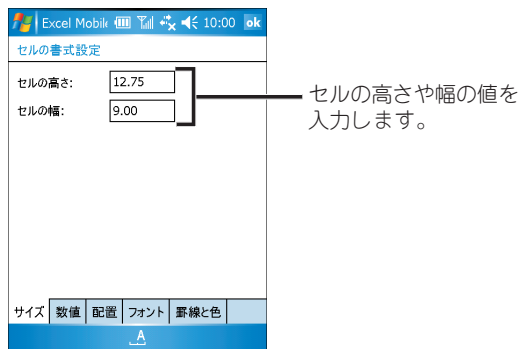 Excel Mobile 10:00 ok
セルの書式設定
セルの高さ: 12.75
セルの幅: 9.00
セルの高さや幅の値を
入力します。
サイズ 数値 配置 フォント 罫線と色
A